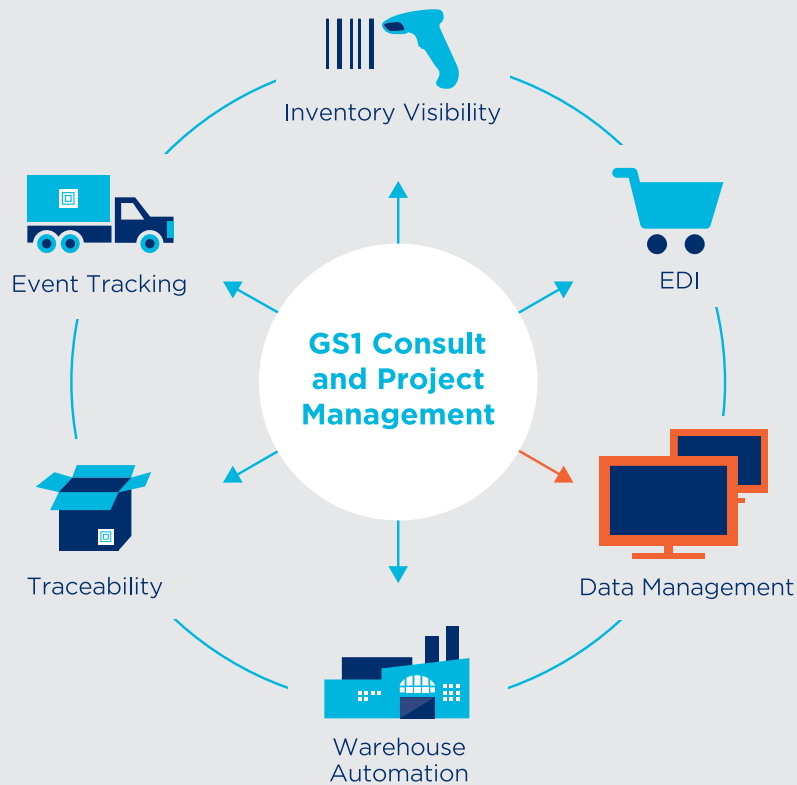 Inventory Visibility
Event Tracking
EDI
GS1 Consult
and Project
Management
Traceability
Data Management
Warehouse
Automation